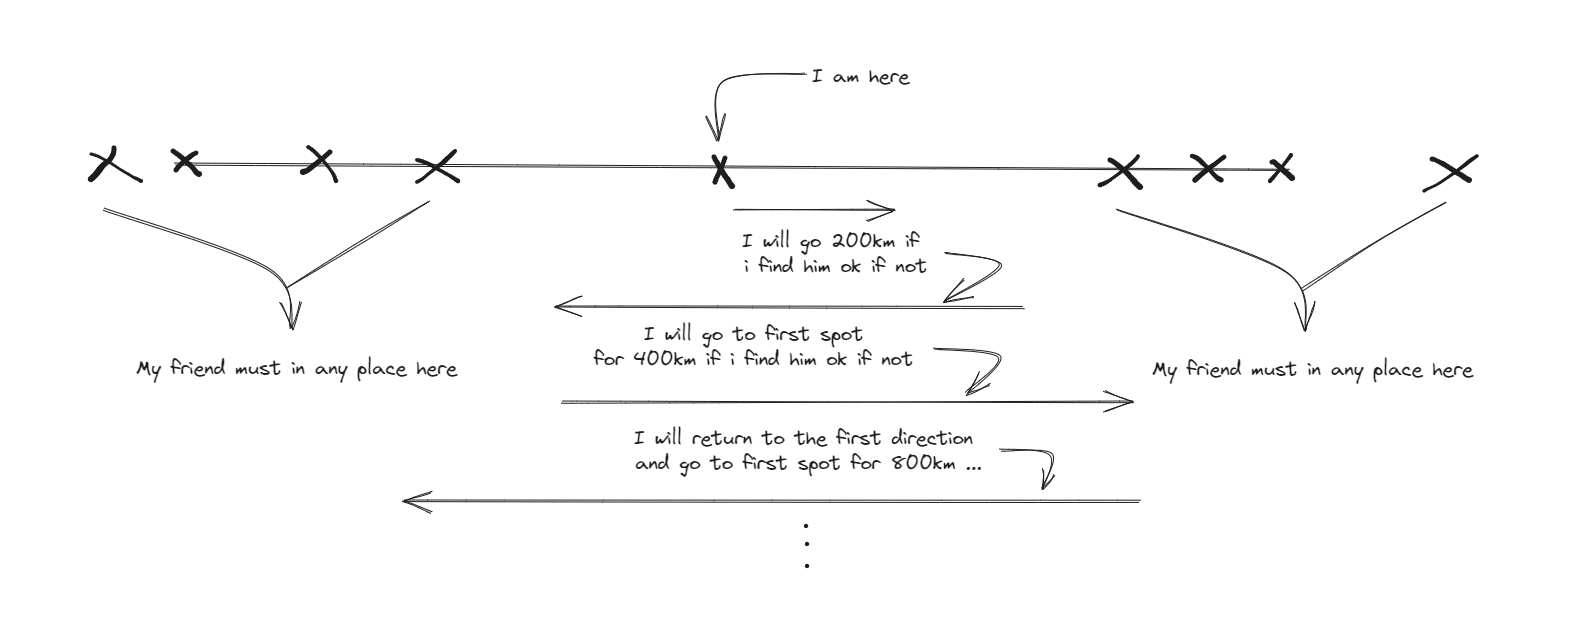 I am here
I will go 200km if
i find him ok if not
I will go to first spot
for 400km if i find him ok if not
My friend must in any place here
My friend must in any place here
I will return to the first direction
and go to first spot for 800km ...